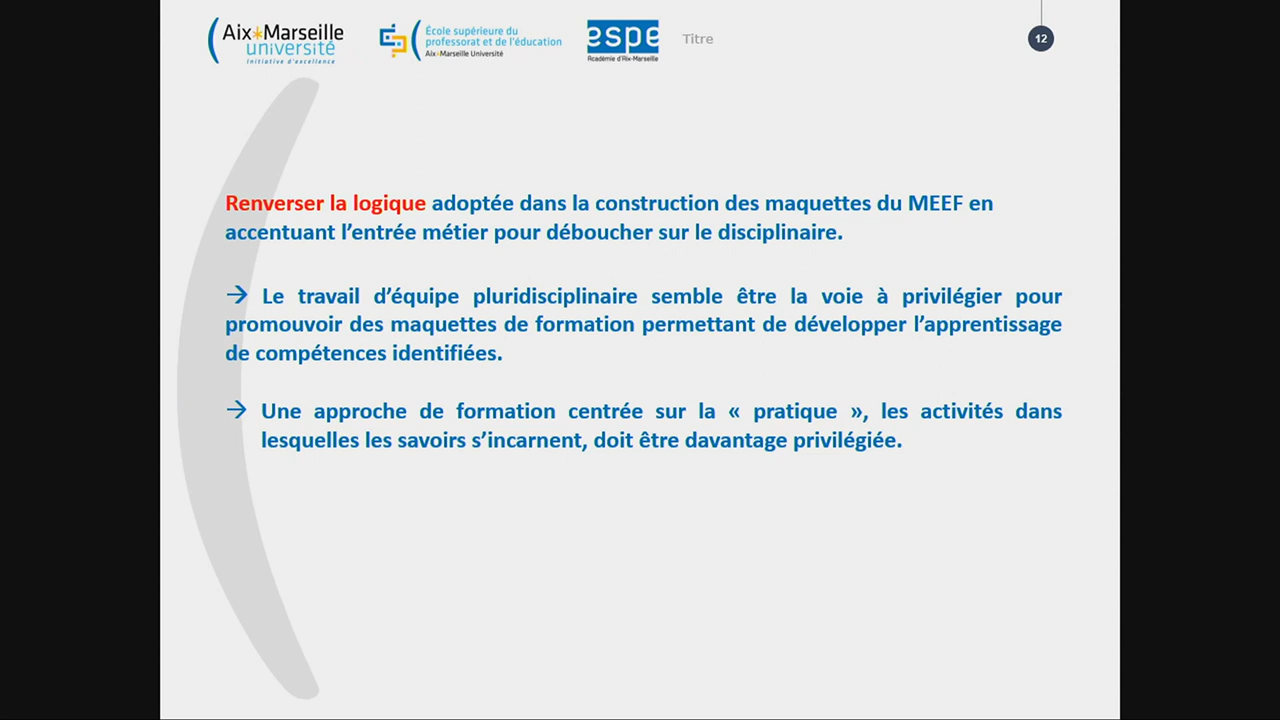 Aix*Marseille
université
Initiative d'excellence
École supérieure du
professorat et de l'éducation
Aix*Marseille Université
espe
Académie d'Aix-Marseille
Titre
12
Renverser la logique adoptée dans la construction des maquettes du MEEF en
accentuant l’entrée métier pour déboucher sur le disciplinaire.
→ Le travail d’équipe pluridisciplinaire semble être la voie à privilégier pour
promouvoir des maquettes de formation permettant de développer l’apprentissage
de compétences identifiées.
→ Une approche de formation centrée sur la « pratique », les activités dans
lesquelles les savoirs s’incarnent, doit être davantage privilégiée.